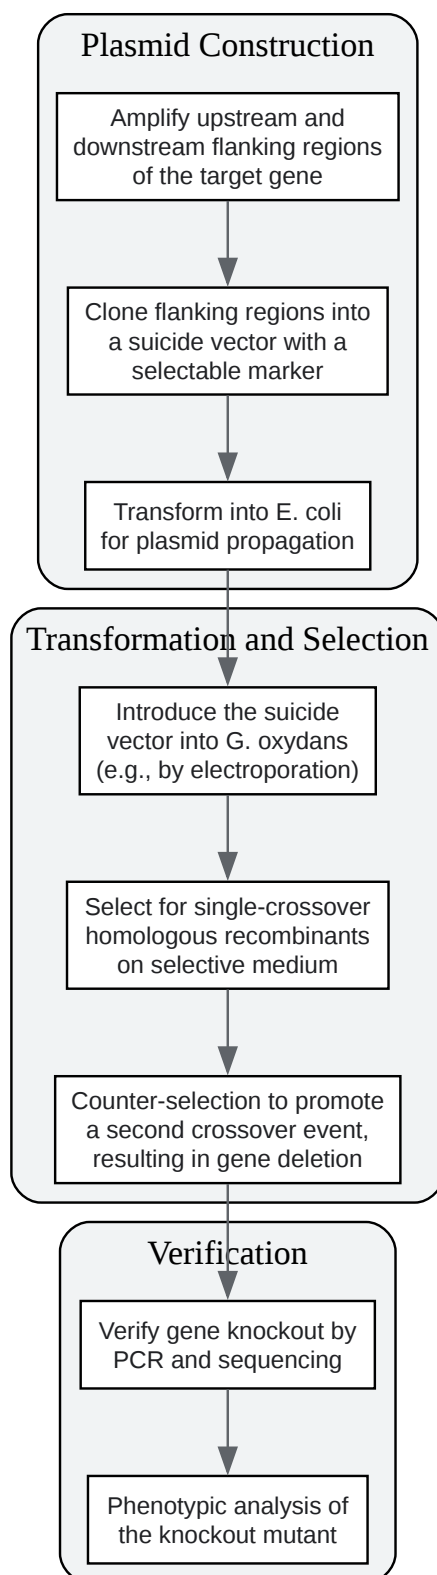 Plasmid Construction
Amplify upstream and
downstream flanking regions
of the target gene
Clone flanking regions into
a suicide vector with a
selectable marker
Transform into E. coli
for plasmid propagation
Transformation and Selection
Introduce the suicide
vector into G. oxydans
(e.g., by electroporation)
Select for single-crossover
homologous recombinants
on selective medium
Counter-selection to promote
a second crossover event,
resulting in gene deletion
Verification
Verify gene knockout by
PCR and sequencing
Phenotypic analysis of
the knockout mutant